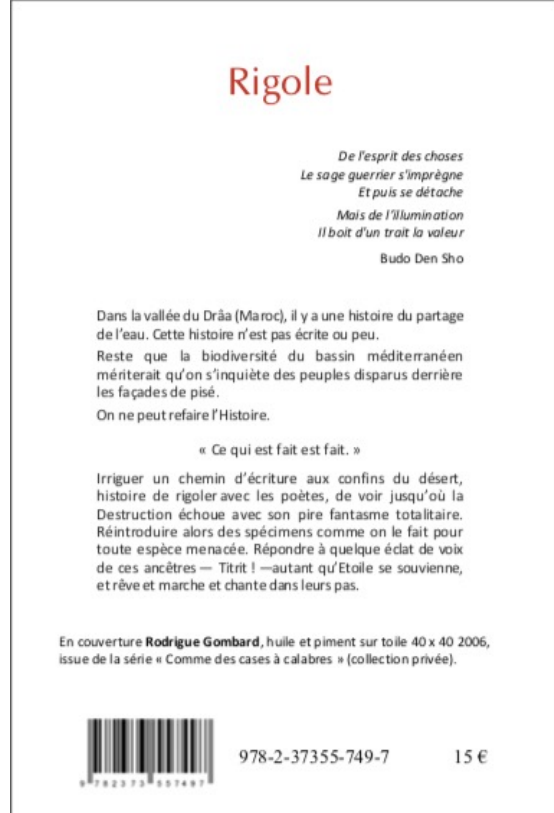 Rigole
De l'esprit des choses
Le sage guerrier s'imprègne
Et puis se détache
Mais de l'illumination
Il boit d'un trait la valeur
Budo Den Sho
Dans la vallée du Drâa (Maroc), il y a une histoire du partage
de l'eau. Cette histoire n'est pas écrite ou peu.
Reste que la biodiversité du bassin méditerranéen
mériterait qu'on s'inquiète des peuples disparus derrière
les façades de pisé.
On ne peut refaire l'Histoire.
« Ce qui est fait est fait. »
Irriguer un chemin d'écriture aux confins du désert,
histoire de rigoler avec les poètes, de voir jusqu'où la
Destruction échoue avec son pire fantasme totalitaire.
Réintroduire alors des spécimens comme on le fait pour
toute espèce menacée. Répondre à quelque éclat de voix
de ces ancêtres — Titrit ! —autant qu'Etoile se souvienne,
et rêve et marche et chante dans leurs pas.
En couverture Rodrigue Gombard, huile et piment sur toile 40 x 40 2006,
issue de la série « Comme des cases à calabres » (collection privée).
978-2-37355-749-7 15 €
9 782373 557497